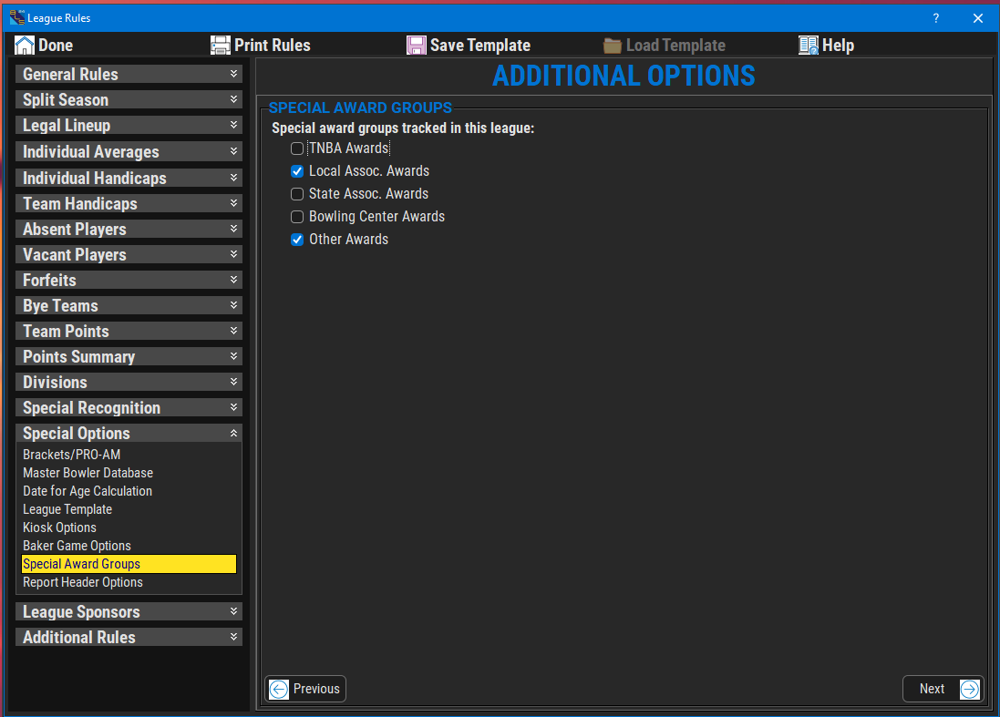 League Rules
?
Done
Print Rules
Save Template
Load Template
Help
General Rules
Split Season
Legal Lineup
Individual Averages
Individual Handicaps
Team Handicaps
Absent Players
Vacant Players
Forfeits
Bye Teams
Team Points
Points Summary
Divisions
Special Recognition
Special Options
Brackets/PRO-AM
Master Bowler Database
Date for Age Calculation
League Template
Kiosk Options
Baker Game Options
Special Award Groups
Report Header Options
League Sponsors
Additional Rules
ADDITIONAL OPTIONS
SPECIAL AWARD GROUPS
Special award groups tracked in this league:
TNBA Awards
Local Assoc. Awards
State Assoc. Awards
Bowling Center Awards
Other Awards
Previous
Next